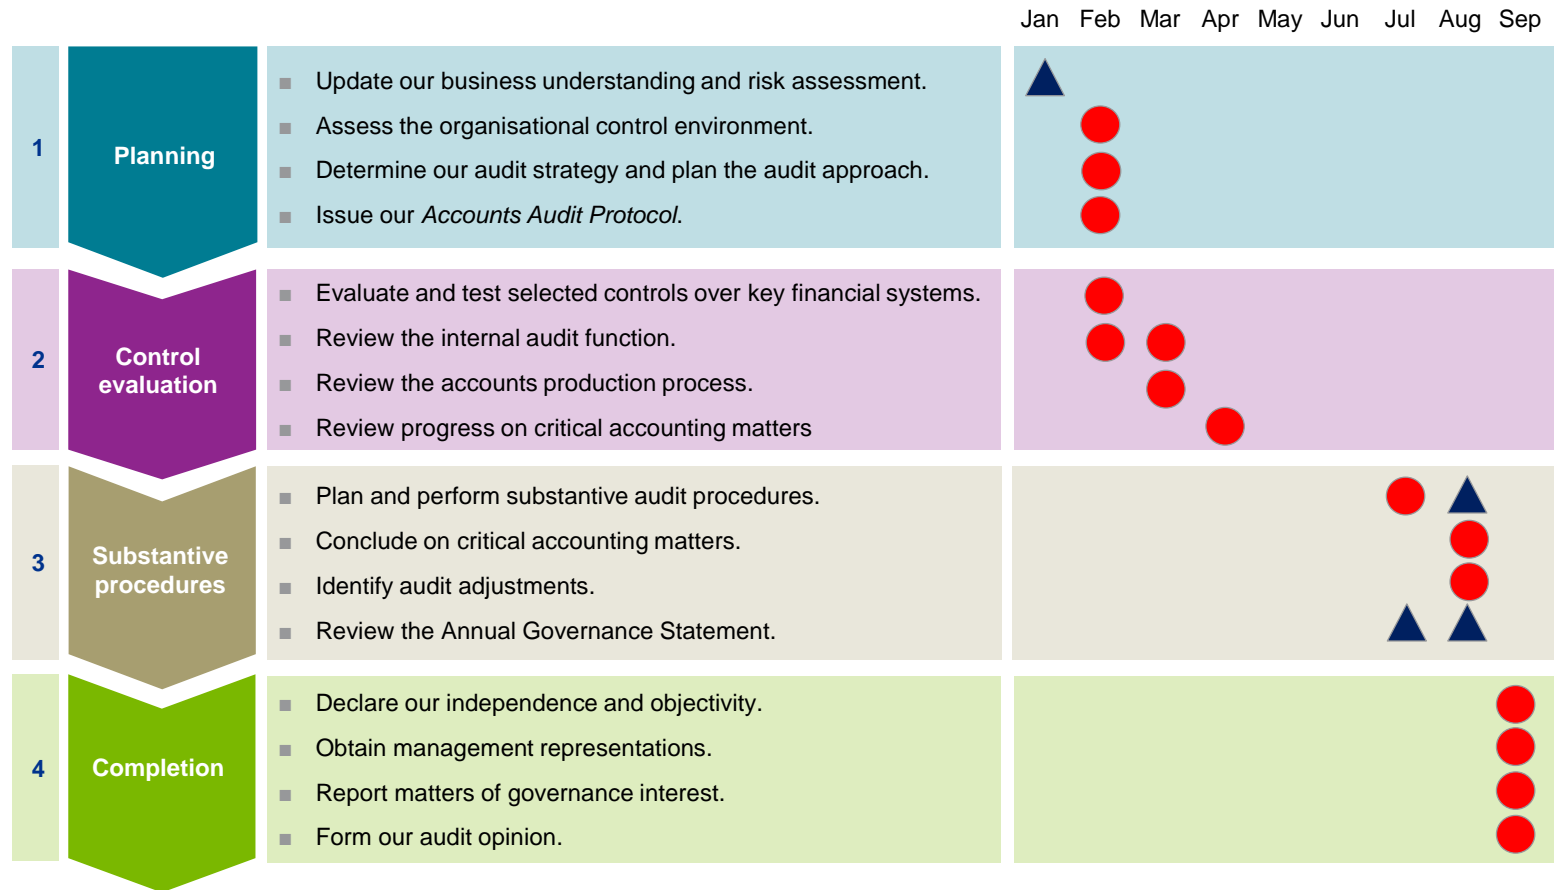 Jan Feb Mar Apr May Jun Jul Aug Sep
1
Planning
Update our business understanding and risk assessment.
Assess the organisational control environment.
Determine our audit strategy and plan the audit approach.
Issue our Accounts Audit Protocol.
2
Control
evaluation
Evaluate and test selected controls over key financial systems.
Review the internal audit function.
Review the accounts production process.
Review progress on critical accounting matters
3
Substantive
procedures
Plan and perform substantive audit procedures.
Conclude on critical accounting matters.
Identify audit adjustments.
Review the Annual Governance Statement.
4
Completion
Declare our independence and objectivity.
Obtain management representations.
Report matters of governance interest.
Form our audit opinion.